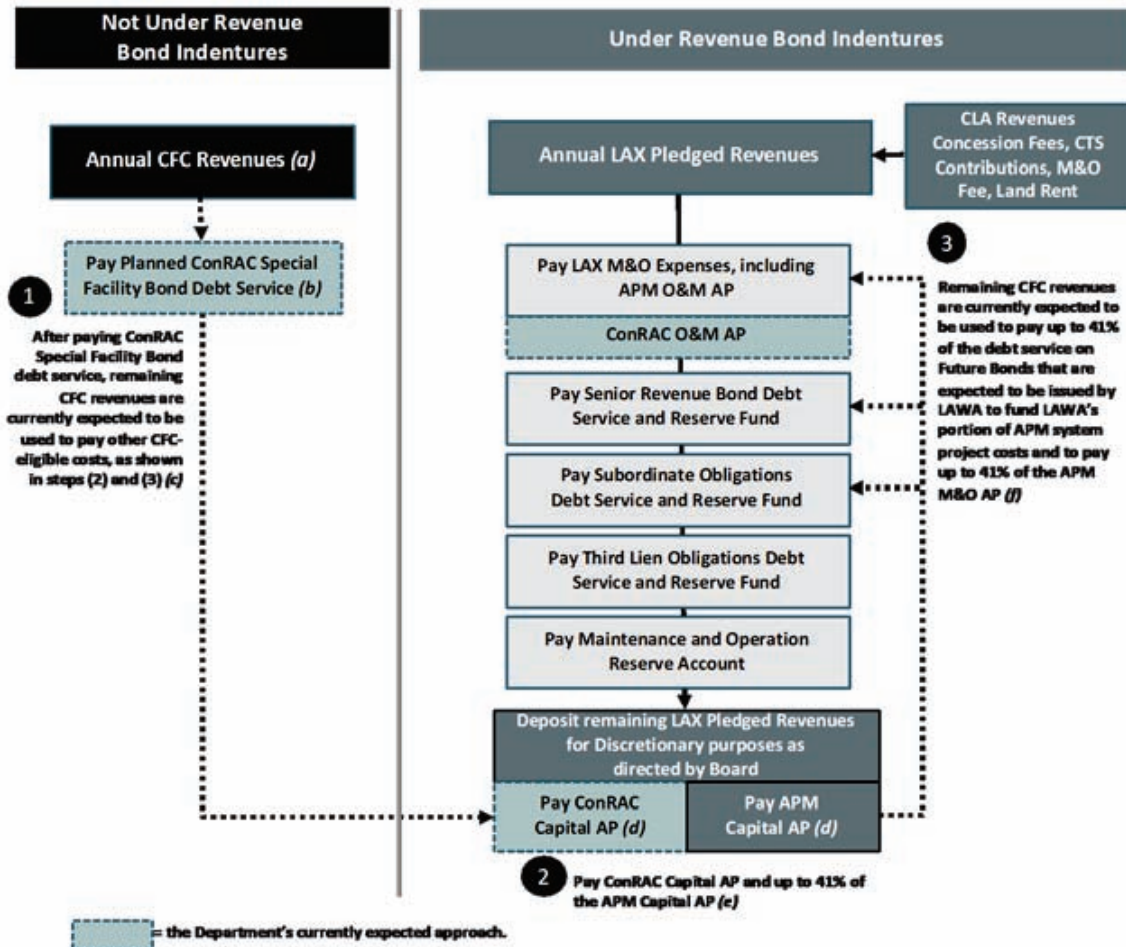 Not Under Revenue
Bond Indentures
Under Revenue Bond Indentures
Annual CFC Revenues (a)
Annual LAX Pledged Revenues
CLA Revenues
Concession Fees, CTS
Contributions, M&O
Fee, Land Rent
Pay Planned ConRAC Special
Facility Bond Debt Service (b)
1
After paying ConRAC
Special Facility Bond
debt service, remaining
CFC revenues are
currently expected to be
used to pay other CFC-
eligible costs, as shown
in steps (2) and (3) (c)
Pay LAX M&O Expenses, including
APM O&M AP
ConRAC O&M AP
Pay Senior Revenue Bond Debt
Service and Reserve Fund
Pay Subordinate Obligations
Debt Service and Reserve Fund
Pay Third Lien Obligations Debt
Service and Reserve Fund
Pay Maintenance and Operation
Reserve Account
Deposit remaining LAX Pledged Revenues
for Discretionary purposes as
directed by Board
Pay ConRAC
Capital AP (d)
Pay APM
Capital AP (d)
3
Remaining CFC revenues
are currently expected to
be used to pay up to 41%
of the debt service on
Future Bonds that are
expected to be issued by
LAWA to fund LAWA's
portion of APM system
project costs and to pay
up to 41% of the APM
M&O AP (f)
2
Pay ConRAC Capital AP and up to 41% of
the APM Capital AP (e)
= the Department's currently expected approach.